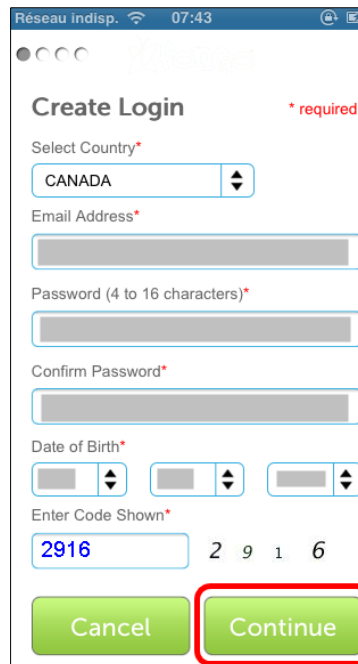 Réseau indisp. 07:43
Create Login * required
Select Country*
CANADA
Email Address*
Password (4 to 16 characters)*
Confirm Password*
Date of Birth*
Enter Code Shown*
2916 2 9 1 6
Cancel Continue